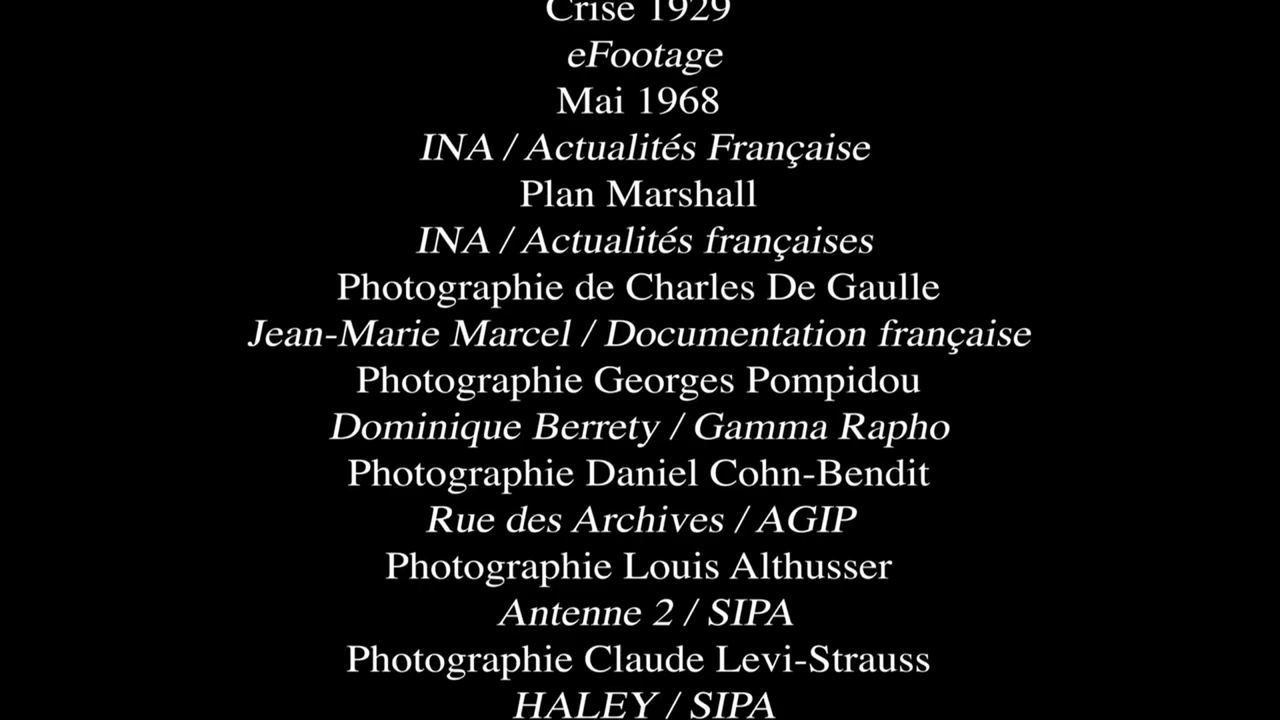 Crise 1929
eFootage
Mai 1968
INA / Actualités Française
Plan Marshall
INA / Actualités françaises
Photographie de Charles De Gaulle
Jean-Marie Marcel / Documentation française
Photographie Georges Pompidou
Dominique Berrety / Gamma Rapho
Photographie Daniel Cohn-Bendit
Rue des Archives / AGIP
Photographie Louis Althusser
Antenne 2 / SIPA
Photographie Claude Levi-Strauss
HALEY / SIPA